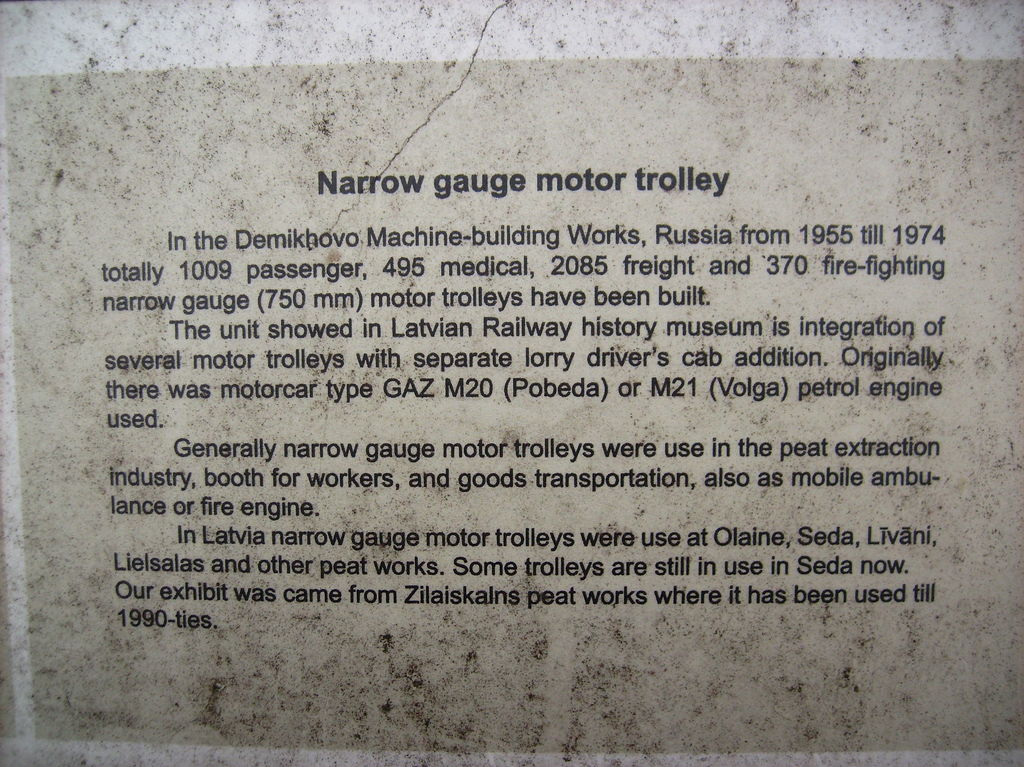 Narrow gauge motor trolley
In the Demikhovo Machine-building Works, Russia from 1955 till 1974
totally 1009 passenger, 495 medical, 2085 freight and 370 fire-fighting
narrow gauge (750 mm) motor trolleys have been built.
The unit showed in Latvian Railway history museum is integration of
several motor trolleys with separate lorry driver's cab addition. Originally
there was motorcar type GAZ M20 (Pobeda) or M21 (Volga) petrol engine
used.
Generally narrow gauge motor trolleys were use in the peat extraction
industry, booth for workers, and goods transportation, also as mobile ambu-
lance or fire engine.
In Latvia narrow gauge motor trolleys were use at Olaine, Seda, Līvāni,
Lielsalas and other peat works. Some trolleys are still in use in Seda now.
Our exhibit was came from Zilaiskalns peat works where it has been used till
1990-ties.